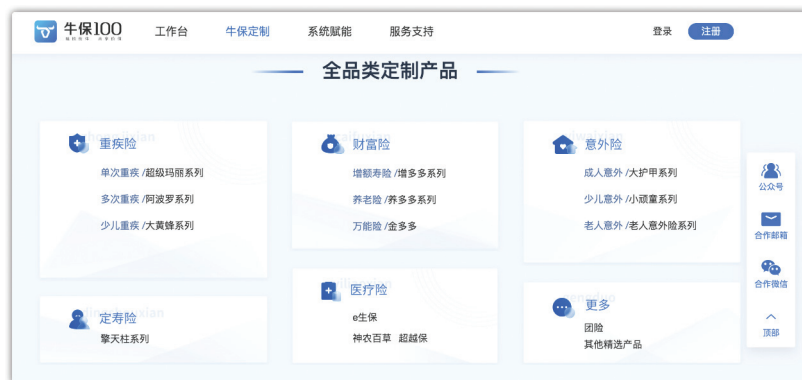 牛保100
工作台
牛保定制
系统赋能
服务支持
登录
注册
全品类定制产品
重疾险
单次重疾 /超级玛丽系列
多次重疾 /阿波罗系列
少儿重疾 /大黄蜂系列
财富险
增额寿险 /增多多系列
养老险 /养多多系列
万能险 /金多多
意外险
成人意外 /大护甲系列
少儿意外 /小顽童系列
老人意外 /老人意外险系列
定寿险
擎天柱系列
医疗险
e生保
神农百草 超越保
更多
团险
其他精选产品
公众号
合作邮箱
合作微信
顶部